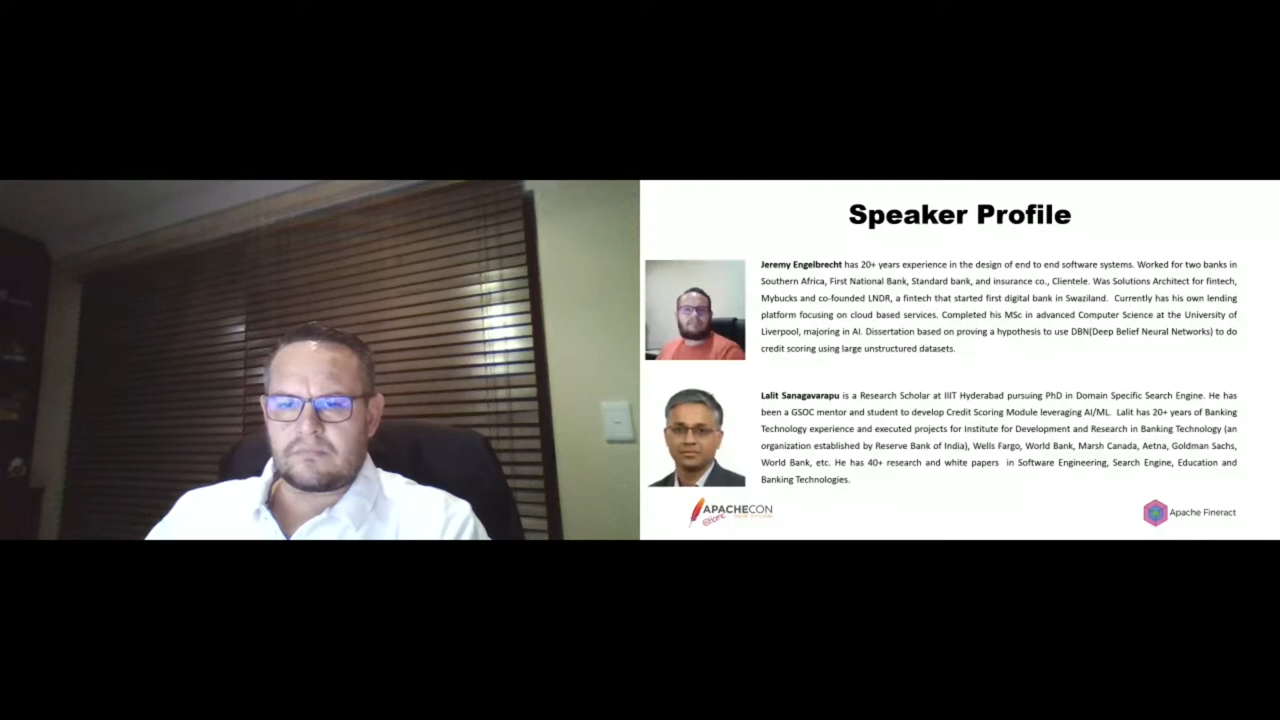 Speaker Profile
Jeremy Engelbrecht has 20+ years experience in the design of end to end software systems. Worked for two banks in
Southern Africa, First National Bank, Standard bank, and insurance co., Clientele. Was Solutions Architect for fintech,
Mybucks and co-founded LNDR, a fintech that started first digital bank in Swaziland. Currently has his own lending
platform focusing on cloud based services. Completed his MSc in advanced Computer Science at the University of
Liverpool, majoring in AI. Dissertation based on proving a hypothesis to use DBN(Deep Belief Neural Networks) to do
credit scoring using large unstructured datasets.
Lalit Sanagavarapu is a Research Scholar at IIIT Hyderabad pursuing PhD in Domain Specific Search Engine. He has
been a GSOC mentor and student to develop Credit Scoring Module leveraging AI/ML. Lalit has 20+ years of Banking
Technology experience and executed projects for Institute for Development and Research in Banking Technology (an
organization established by Reserve Bank of India), Wells Fargo, World Bank, Marsh Canada, Aetna, Goldman Sachs,
World Bank, etc. He has 40+ research and white papers in Software Engineering, Search Engine, Education and
Banking Technologies.
APACHECON
@Home
Apache Fineract